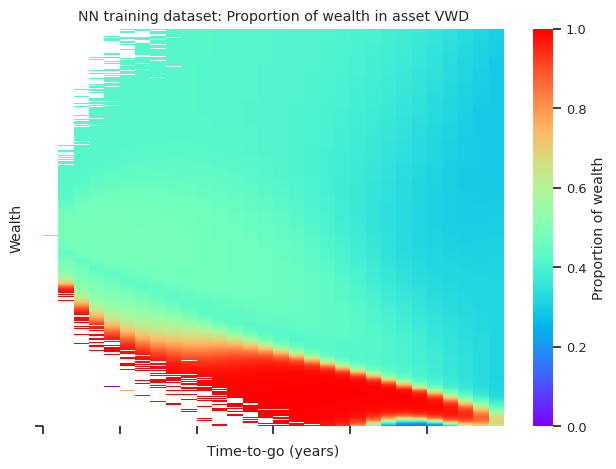 NN training dataset: Proportion of wealth in asset VWD
Wealth
Time-to-go (years)
1.0
0.8
0.6
0.4
0.2
0.0
Proportion of wealth